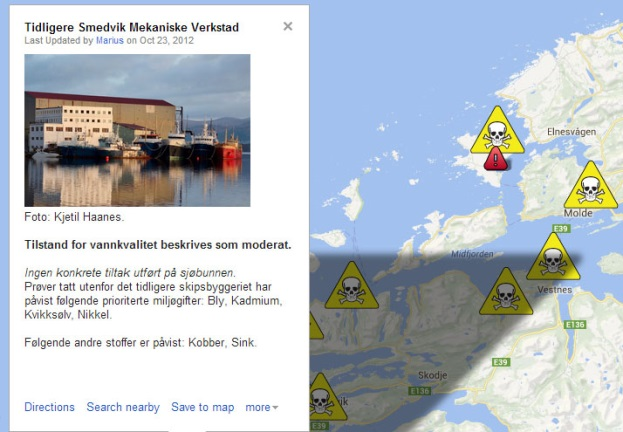 Tidligere Smedvik Mekaniske Verkstad
Last Updated by Marius on Oct 23, 2012
Foto: Kjetil Haanes.
Tilstand for vannkvalitet beskrives som moderat.
Ingen konkrete tiltak utført på sjøbunnen.
Prøver tatt utenfor det tidligere skipsbyggeriet har
påvist følgende prioriterte miljøgifter: Bly, Kadmium,
Kvikksølv, Nikkel.
Følgende andre stoffer er påvist: Kobber, Sink.
Directions Search nearby Save to map more
Elnesvågen
Molde
E39
Midfjorden
Vestnes
E136
E39
Skodje
E136
vik
E39